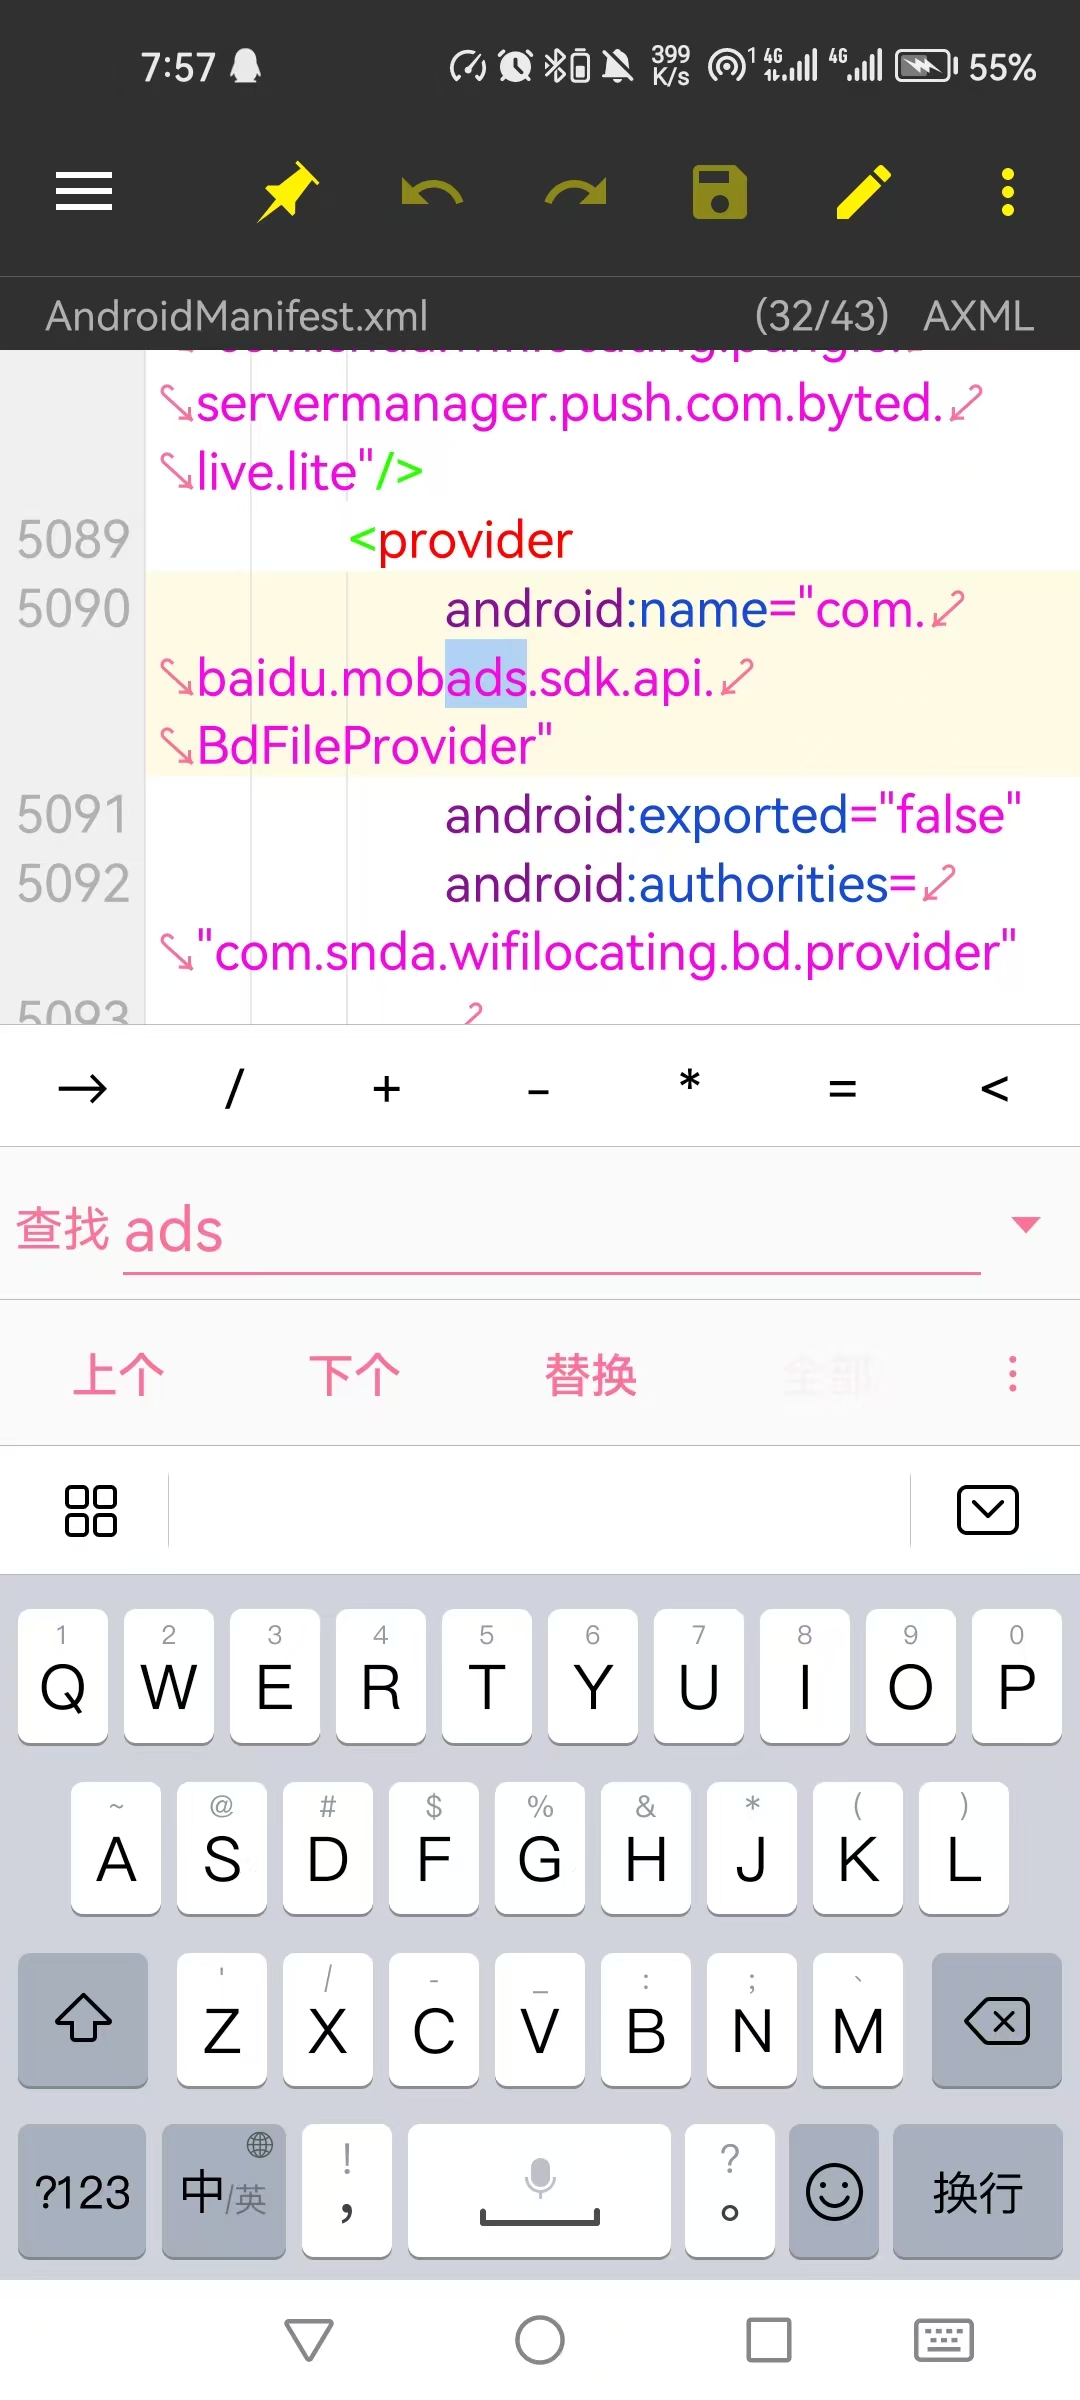 7:57
399 K/s
1 4G 4G 55%
AndroidManifest.xml (32/43) AXML
servermanager.push.com.byted.
live.lite"/>
5089 <provider
5090 android:name="com.
baidu.mobads.sdk.api.
BdFileProvider"
5091 android:exported="false"
5092 android:authorities=
"com.snda.wifilocating.bd.provider"
5093
→ / + - * = <
查找 ads
上个 下个 替换 全部
1 2 3 4 5 6 7 8 9 0
Q W E R T Y U I O P
~ @ # $ % & * ( )
A S D F G H J K L
' / - _ : ; 、
Z X C V B N M
! ?
?123 中/英 , 。 换行